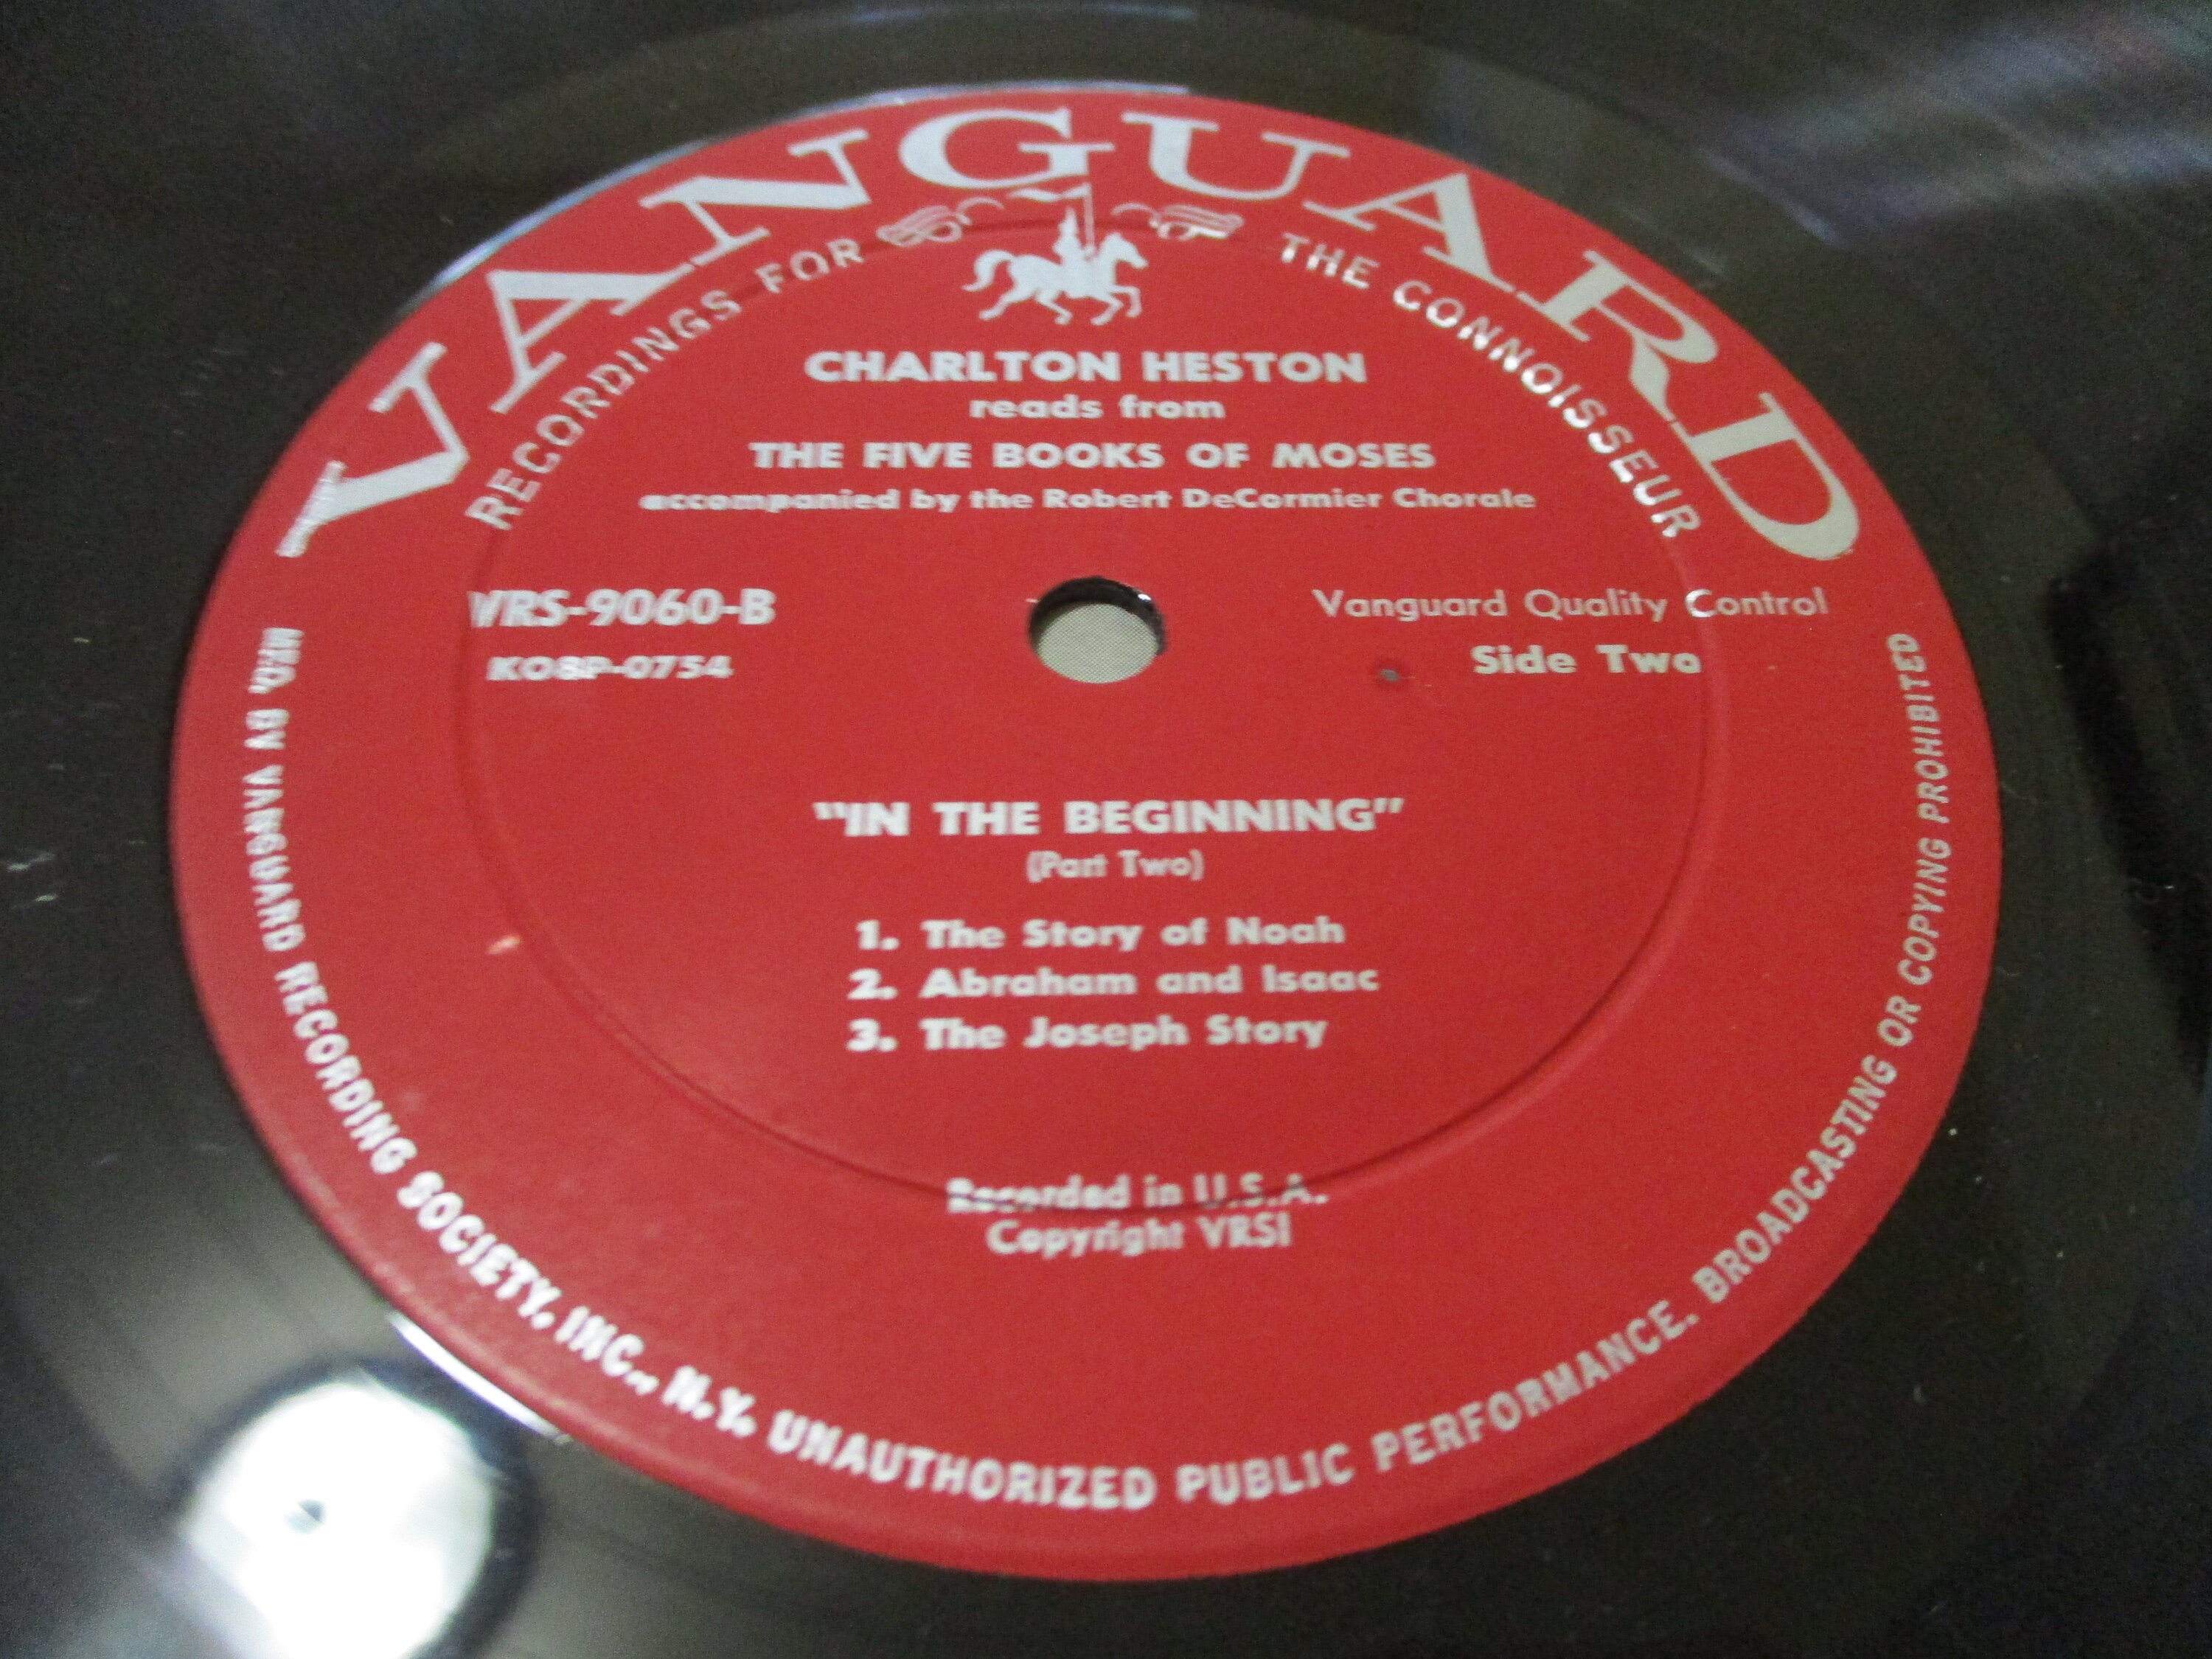 VANGUARD
RECORDINGS FOR THE CONNOISSEUR
CHARLTON HESTON
reads from
THE FIVE BOOKS OF MOSES
accompanied by the Robert DeCormier Chorale
VRS-9060-B
KO8P-0754
Vanguard Quality Control
Side Two
"IN THE BEGINNING"
(Part Two)
1. The Story of Noah
2. Abraham and Isaac
3. The Joseph Story
Recorded in U.S.A.
Copyright VRSI
MFD. BY VANGUARD RECORDING SOCIETY, INC., N.Y. UNAUTHORIZED PUBLIC PERFORMANCE. BROADCASTING OR COPYING PROHIBITED